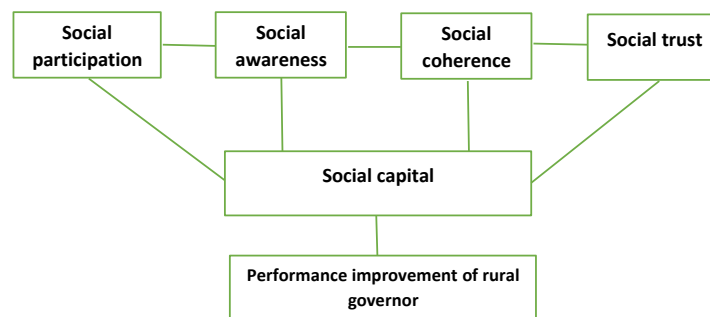 Social
participation
Social
awareness
Social
coherence
Social trust
Social capital
Performance improvement of rural
governor